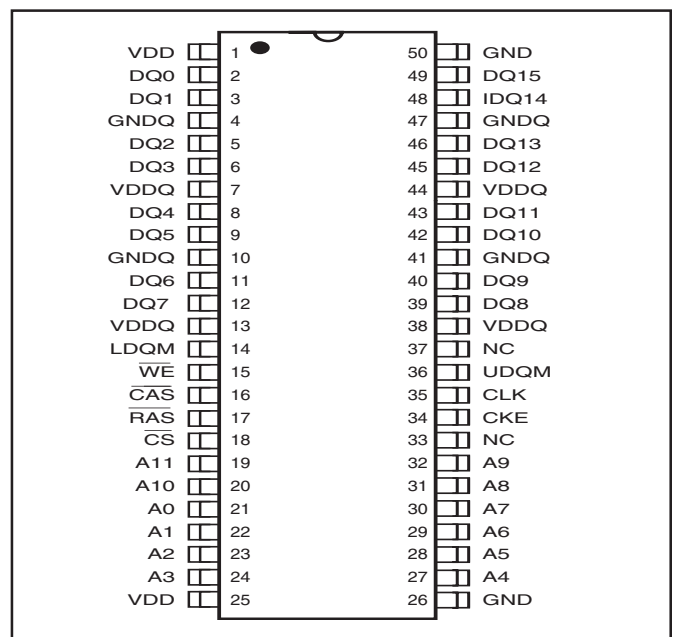 VDD 1 50 GND
DQ0 2 49 DQ15
DQ1 3 48 IDQ14
GNDQ 4 47 GNDQ
DQ2 5 46 DQ13
DQ3 6 45 DQ12
VDDQ 7 44 VDDQ
DQ4 8 43 DQ11
DQ5 9 42 DQ10
GNDQ 10 41 GNDQ
DQ6 11 40 DQ9
DQ7 12 39 DQ8
VDDQ 13 38 VDDQ
LDQM 14 37 NC
W̅E̅ 15 36 UDQM
C̅A̅S̅ 16 35 CLK
R̅A̅S̅ 17 34 CKE
C̅S̅ 18 33 NC
A11 19 32 A9
A10 20 31 A8
A0 21 30 A7
A1 22 29 A6
A2 23 28 A5
A3 24 27 A4
VDD 25 26 GND